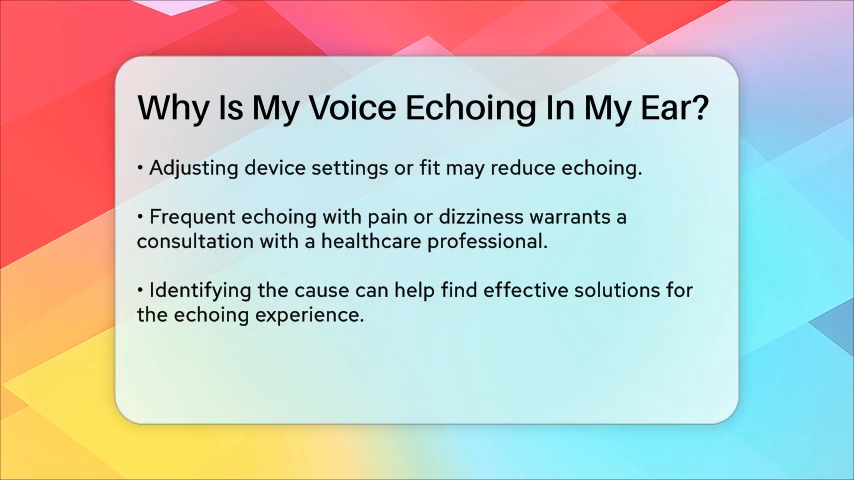 Why Is My Voice Echoing In My Ear?
• Adjusting device settings or fit may reduce echoing.
• Frequent echoing with pain or dizziness warrants a
consultation with a healthcare professional.
• Identifying the cause can help find effective solutions for
the echoing experience.